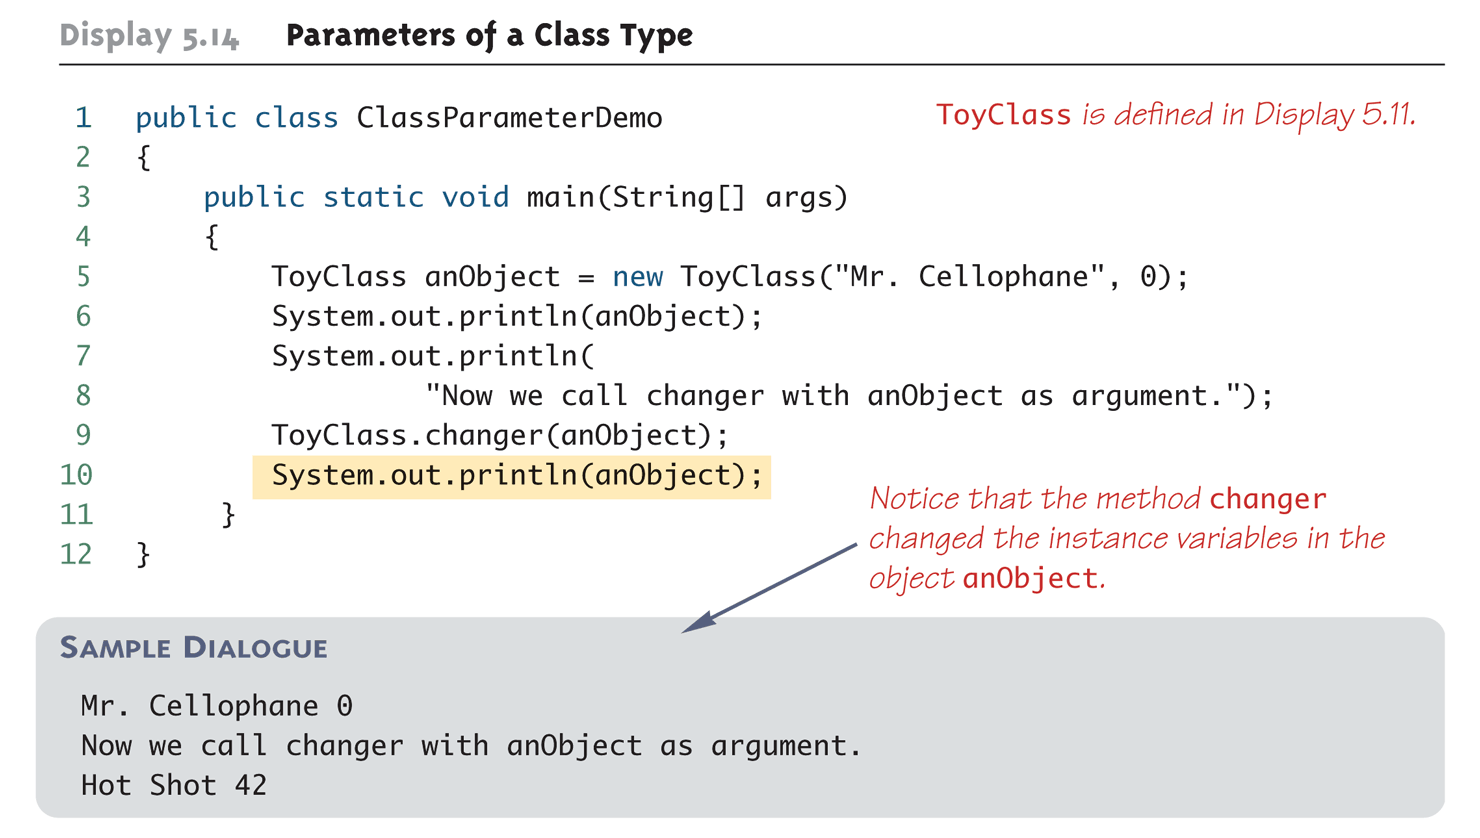 Display 5.14 Parameters of a Class Type
1 public class ClassParameterDemo
ToyClass is defined in Display 5.11.
2 {
3 public static void main(String[] args)
4 {
5 ToyClass anObject = new ToyClass("Mr. Cellophane", 0);
6 System.out.println(anObject);
7 System.out.println(
8 "Now we call changer with anObject as argument.");
9 ToyClass.changer(anObject);
10 System.out.println(anObject);
11 }
12 }
Notice that the method changer
changed the instance variables in the
object anObject.
SAMPLE DIALOGUE
Mr. Cellophane 0
Now we call changer with anObject as argument.
Hot Shot 42